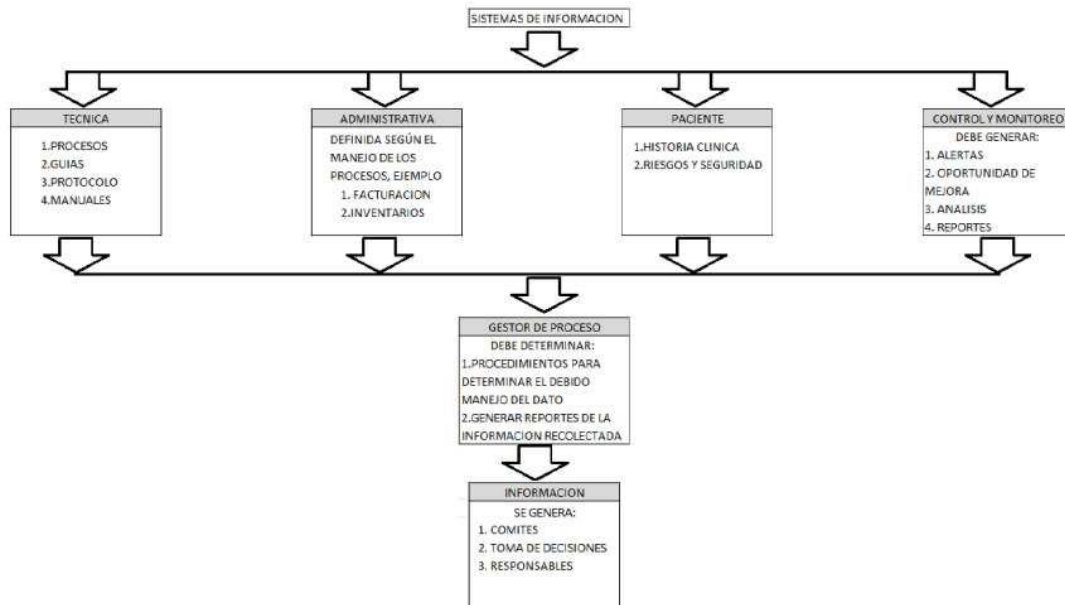 SISTEMAS DE INFORMACION
TECNICA
1.PROCESOS
2.GUIAS
3.PROTOCOLO
4.MANUALES
ADMINISTRATIVA
DEFINIDA SEGÚN EL
MANEJO DE LOS
PROCESOS, EJEMPLO
1. FACTURACION
2.INVENTARIOS
PACIENTE
1.HISTORIA CLINICA
2.RIESGOS Y SEGURIDAD
CONTROL Y MONITOREO
DEBE GENERAR:
1. ALERTAS
2. OPORTUNIDAD DE
MEJORA
3. ANALISIS
4. REPORTES
GESTOR DE PROCESO
DEBE DETERMINAR:
1.PROCEDIMIENTOS PARA
DETERMINAR EL DEBIDO
MANEJO DEL DATO
2.GENERAR REPORTES DE LA
INFORMACION RECOLECTADA
INFORMACION
SE GENERA:
1. COMITES
2. TOMA DE DECISIONES
3. RESPONSABLES